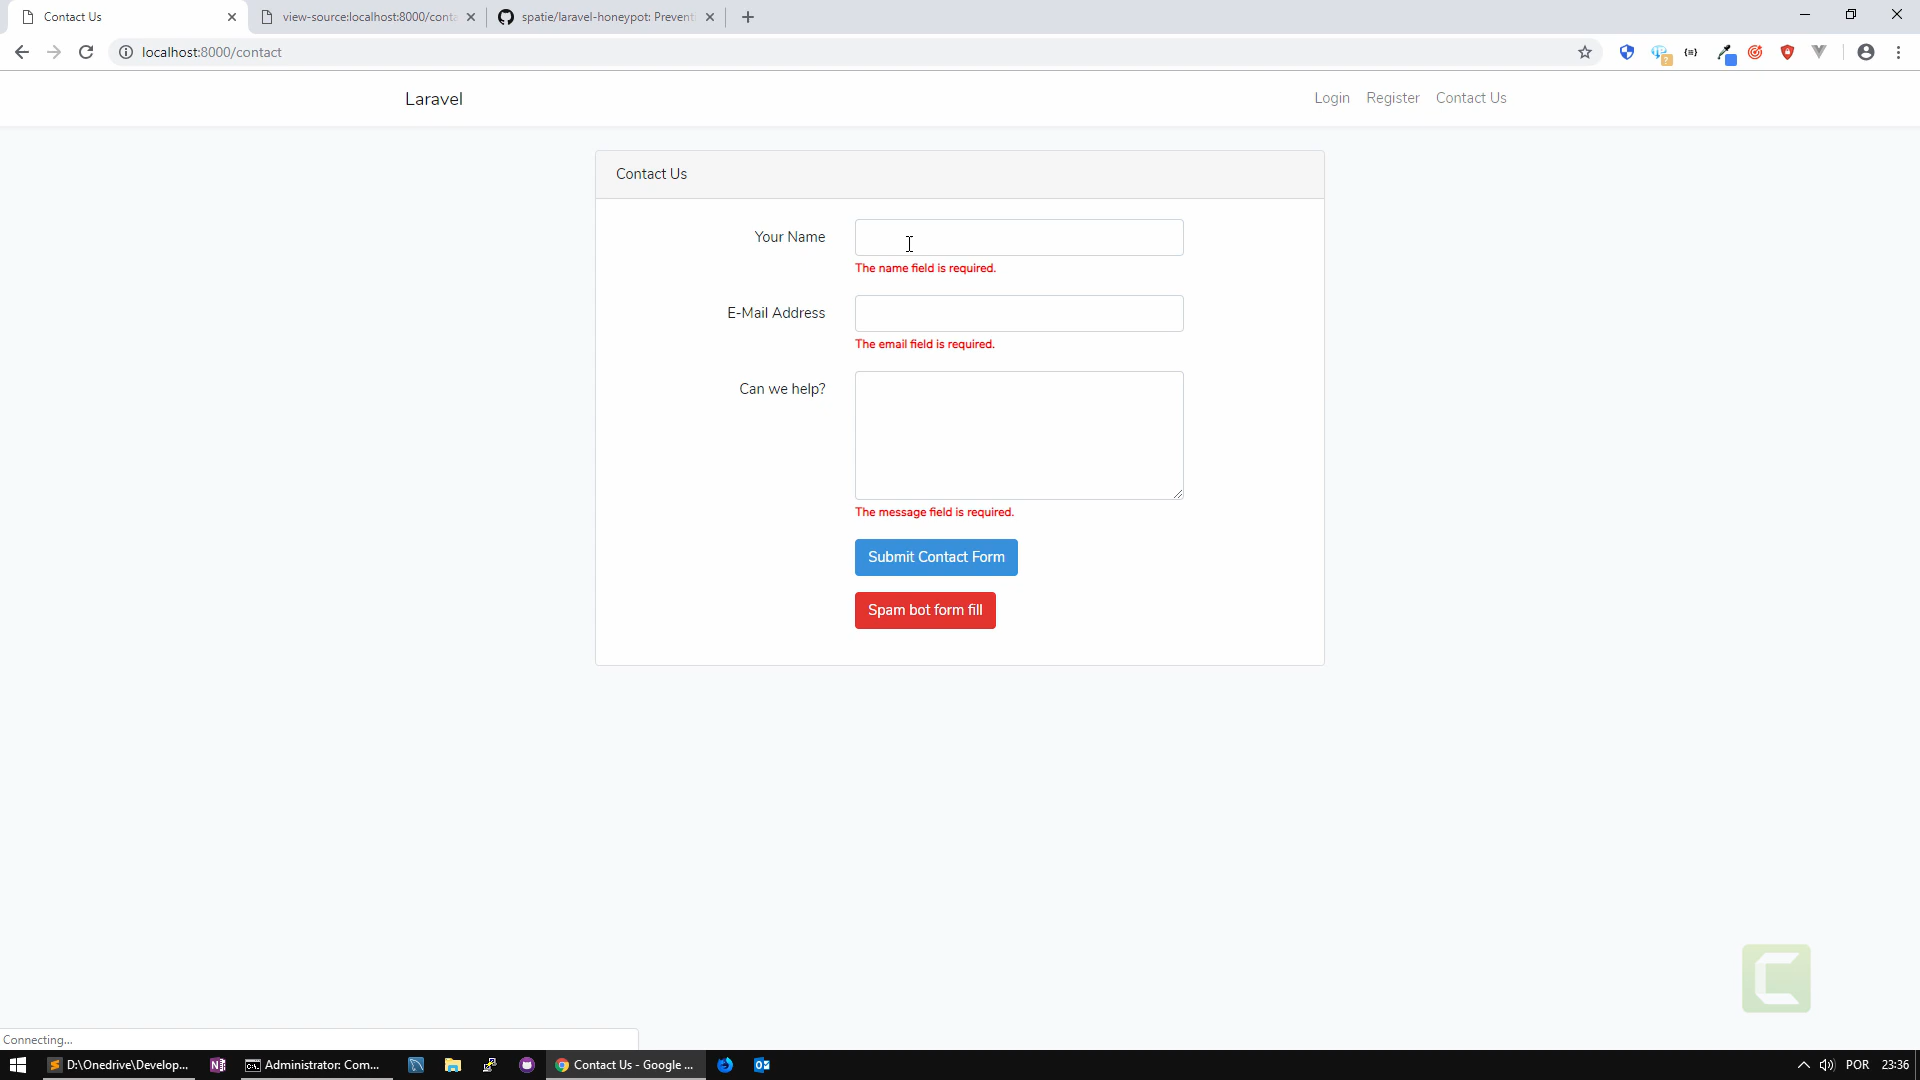 Contact Us
view-source:localhost:8000/conta
spatie/laravel-honeypot: Prevent
localhost:8000/contact
Laravel
Login
Register
Contact Us
Contact Us
Your Name
The name field is required.
E-Mail Address
The email field is required.
Can we help?
The message field is required.
Submit Contact Form
Spam bot form fill
Connecting...
D:\Onedrive\Develop...
Administrator: Com...
Contact Us - Google ...
POR
23:36